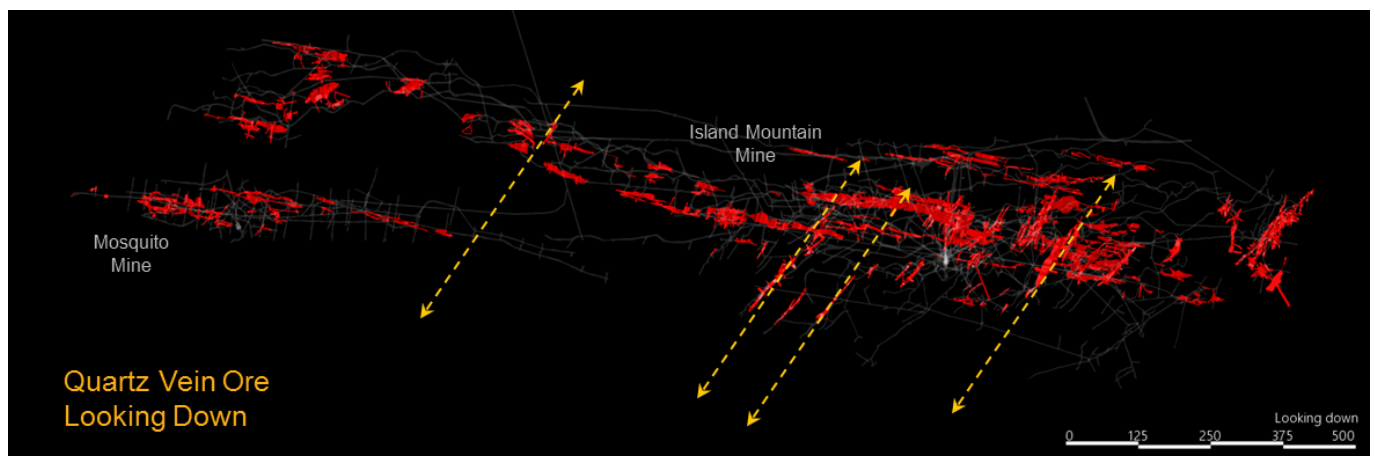 Island Mountain
Mine
Mosquito
Mine
Quartz Vein Ore
Looking Down
Looking down
0 125 250 375 500